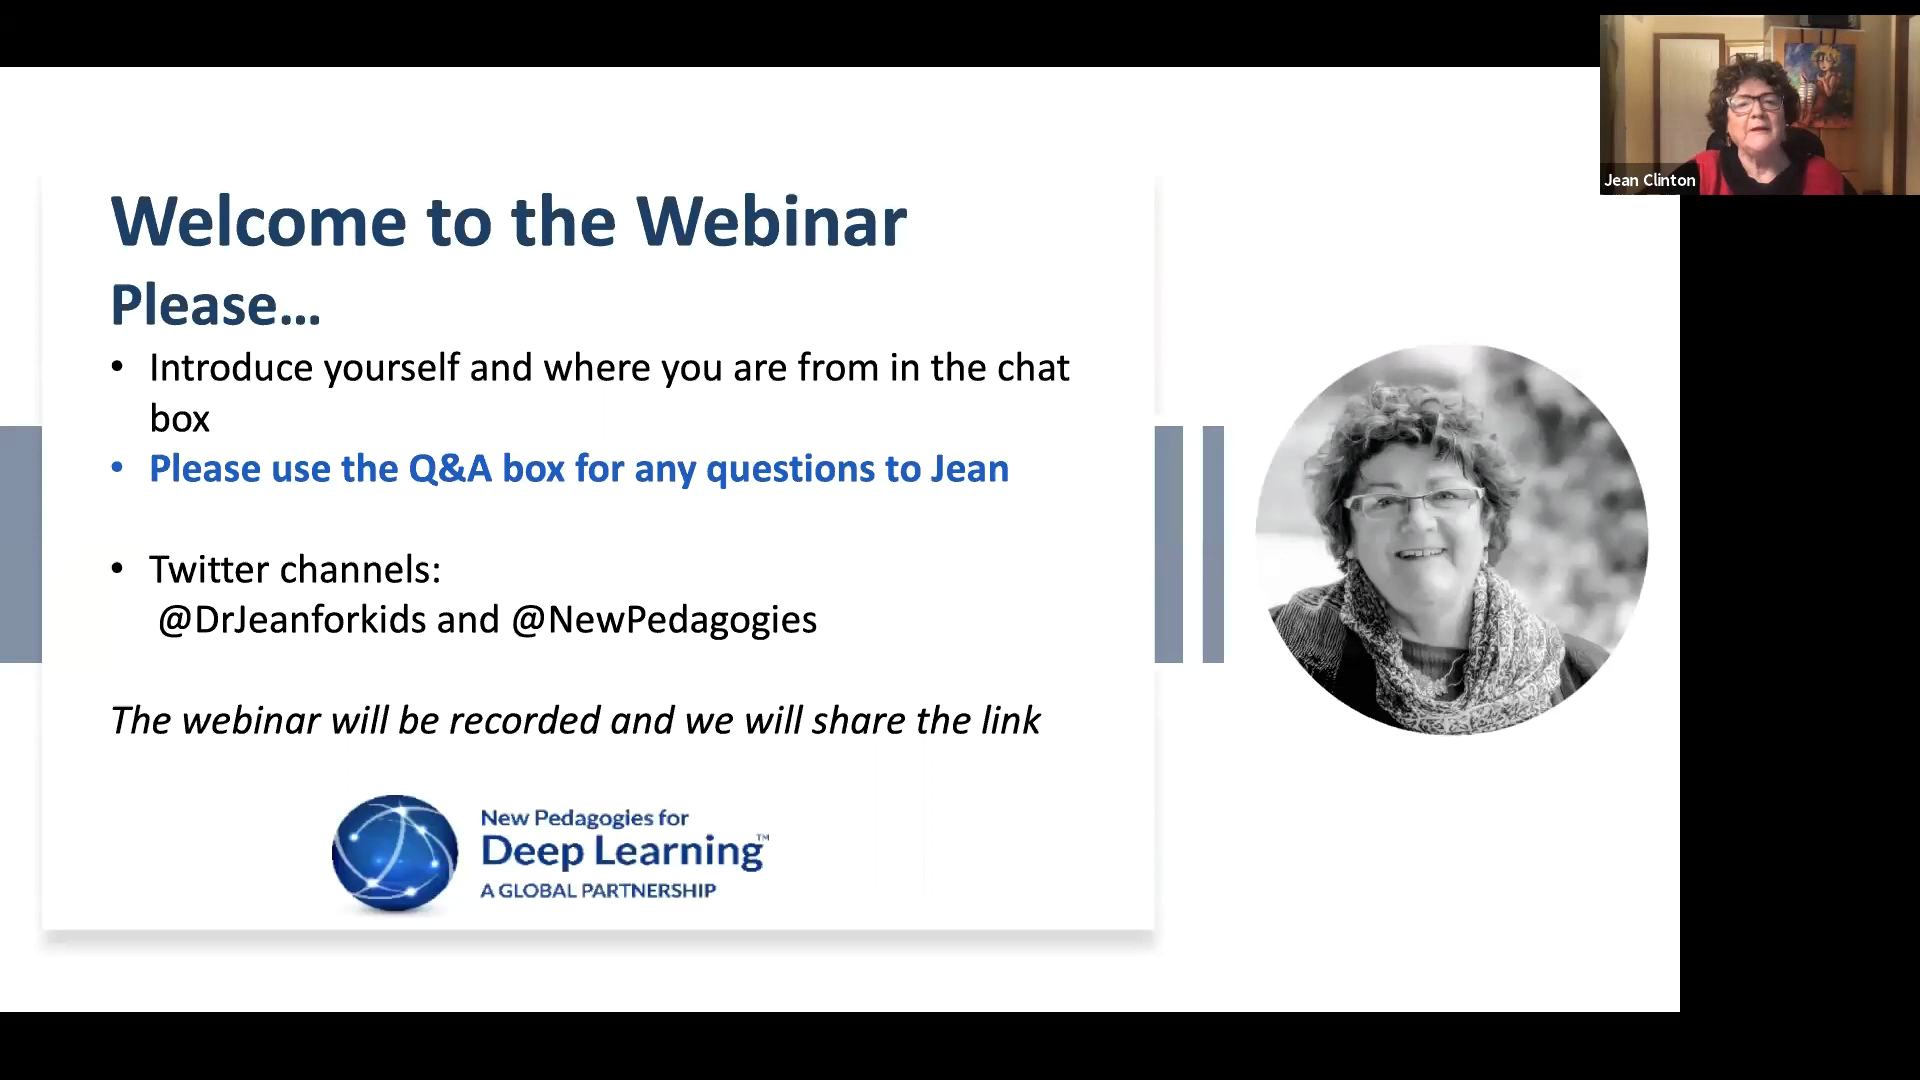 Jean Clinton
Welcome to the Webinar
Please...
• Introduce yourself and where you are from in the chat
box
• Please use the Q&A box for any questions to Jean
• Twitter channels:
@DrJeanforkids and @NewPedagogies
The webinar will be recorded and we will share the link
New Pedagogies for
Deep Learning™
A GLOBAL PARTNERSHIP